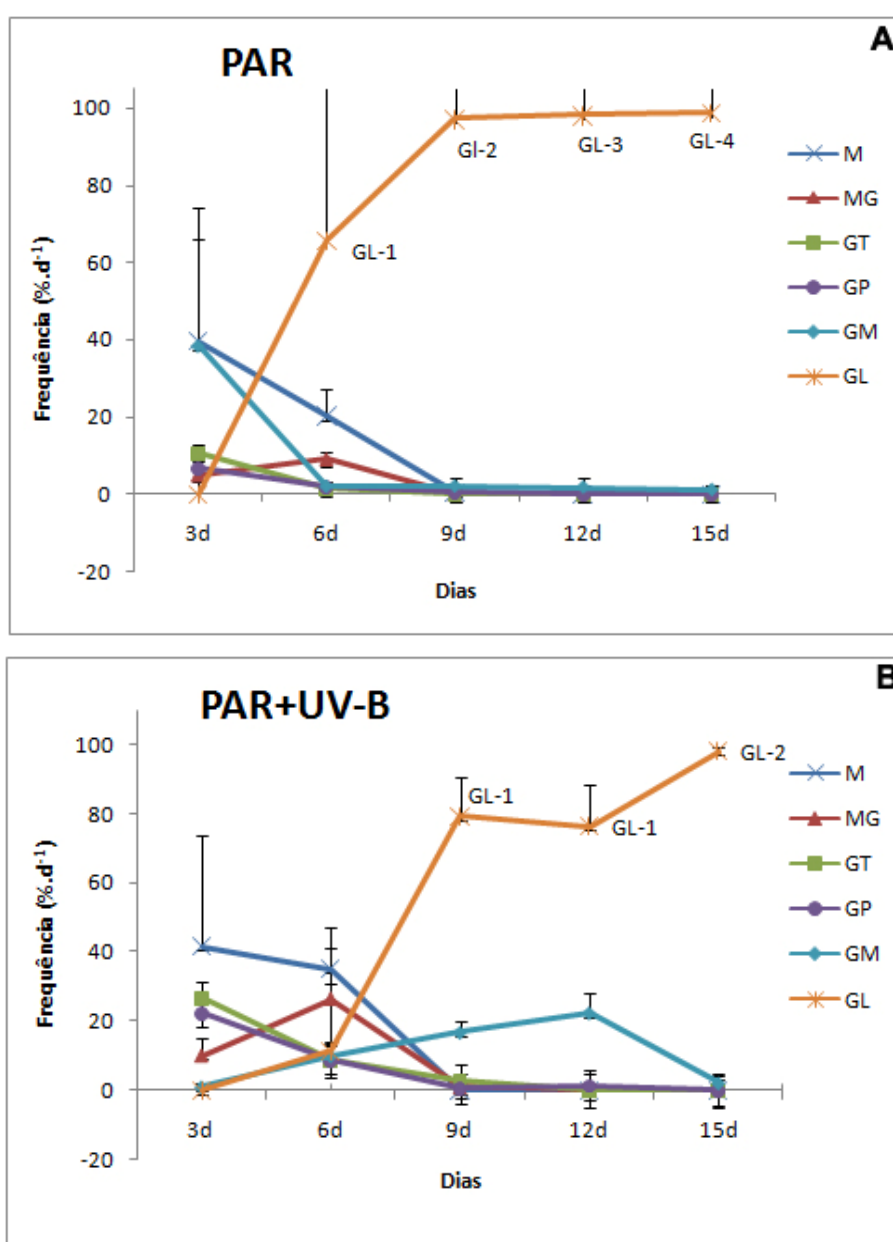 A
PAR
100
80
60
40
20
0
-20
Frequência (%.d⁻¹)
3d 6d 9d 12d 15d
Dias
GL-1
Gl-2
GL-3
GL-4
M
MG
GT
GP
GM
GL
B
PAR+UV-B
100
80
60
40
20
0
-20
Frequência (%.d⁻¹)
3d 6d 9d 12d 15d
Dias
GL-1
GL-1
GL-2
M
MG
GT
GP
GM
GL